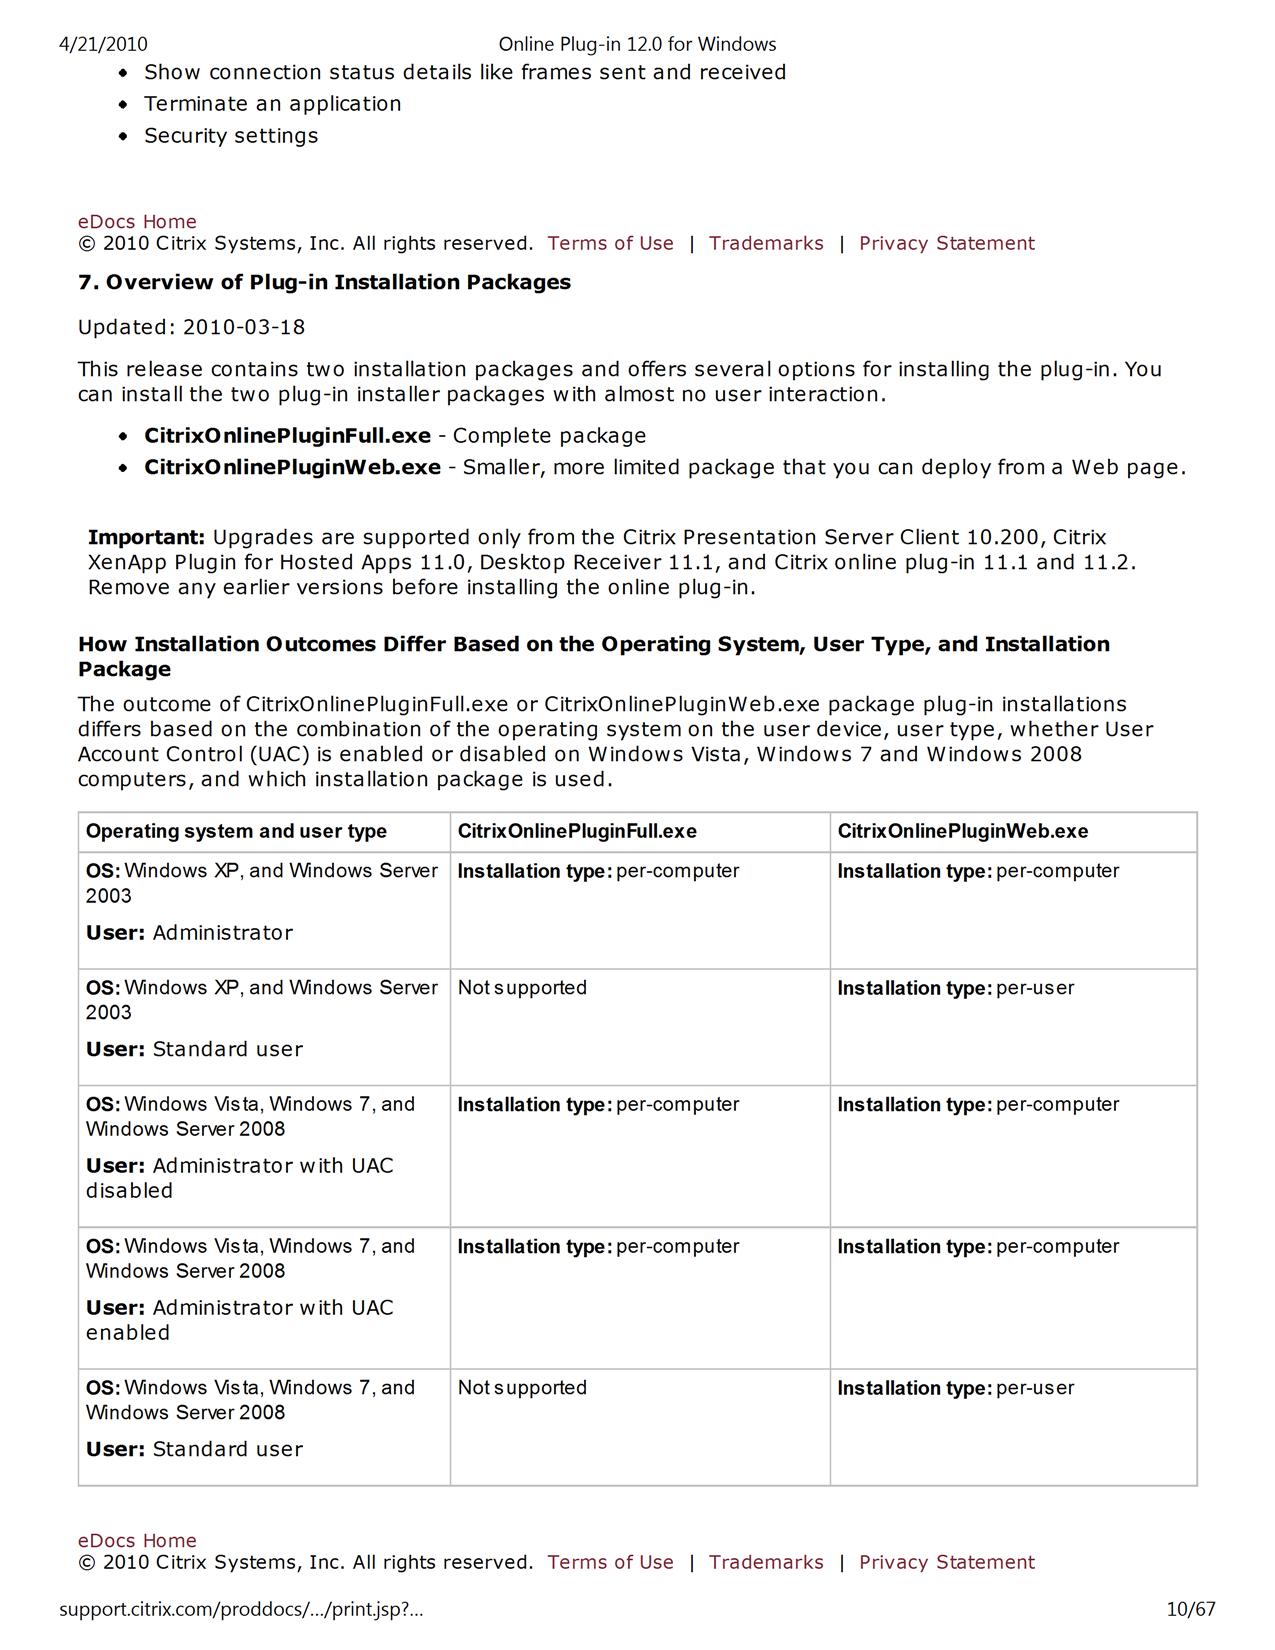 4/21/2010 Online Plug-in 12.0 for Windows
• Show connection status details like frames sent and received
• Terminate an application
• Security settings
eDocs Home
© 2010 Citrix Systems, Inc. All rights reserved. Terms of Use | Trademarks | Privacy Statement
7. Overview of Plug-in Installation Packages
Updated: 2010-03-18
This release contains two installation packages and offers several options for installing the plug-in. You
can install the two plug-in installer packages with almost no user interaction.
• CitrixOnlinePluginFull.exe - Complete package
• CitrixOnlinePluginWeb.exe - Smaller, more limited package that you can deploy from a Web page.
Important: Upgrades are supported only from the Citrix Presentation Server Client 10.200, Citrix
XenApp Plugin for Hosted Apps 11.0, Desktop Receiver 11.1, and Citrix online plug-in 11.1 and 11.2.
Remove any earlier versions before installing the online plug-in.
How Installation Outcomes Differ Based on the Operating System, User Type, and Installation
Package
The outcome of CitrixOnlinePluginFull.exe or CitrixOnlinePluginWeb.exe package plug-in installations
differs based on the combination of the operating system on the user device, user type, whether User
Account Control (UAC) is enabled or disabled on Windows Vista, Windows 7 and Windows 2008
computers, and which installation package is used.
Operating system and user type CitrixOnlinePluginFull.exe CitrixOnlinePluginWeb.exe
OS: Windows XP, and Windows Server Installation type: per-computer Installation type: per-computer
2003
User: Administrator
OS: Windows XP, and Windows Server Not supported Installation type: per-user
2003
User: Standard user
OS: Windows Vista, Windows 7, and Installation type: per-computer Installation type: per-computer
Windows Server 2008
User: Administrator with UAC
disabled
OS: Windows Vista, Windows 7, and Installation type: per-computer Installation type: per-computer
Windows Server 2008
User: Administrator with UAC
enabled
OS: Windows Vista, Windows 7, and Not supported Installation type: per-user
Windows Server 2008
User: Standard user
eDocs Home
© 2010 Citrix Systems, Inc. All rights reserved. Terms of Use | Trademarks | Privacy Statement
support.citrix.com/proddocs/.../print.jsp?... 10/67